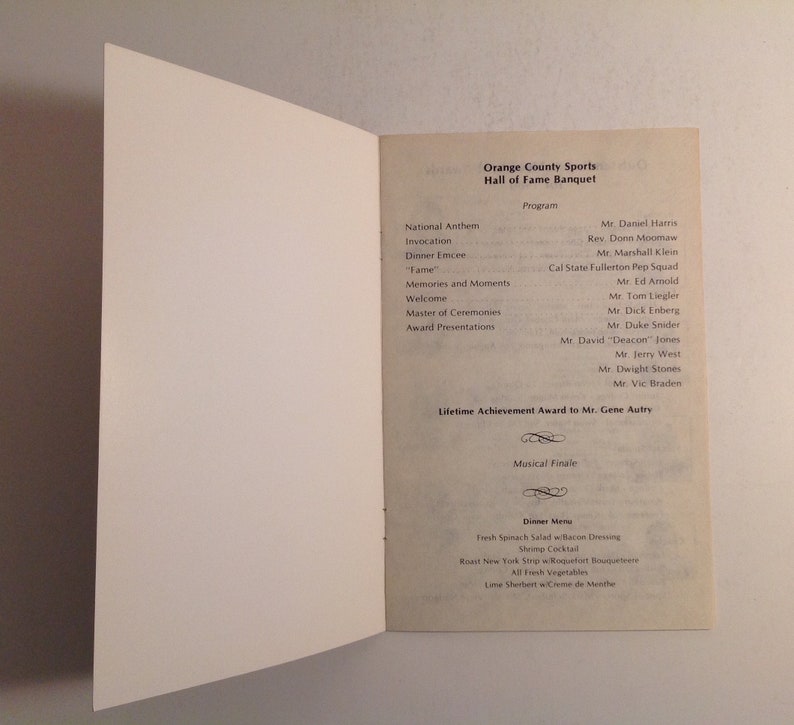 Orange County Sports
Hall of Fame Banquet
Program
National Anthem Mr. Daniel Harris
Invocation Rev. Donn Moomaw
Dinner Emcee Mr. Marshall Klein
"Fame" Cal State Fullerton Pep Squad
Memories and Moments Mr. Ed Arnold
Welcome Mr. Tom Liegler
Master of Ceremonies Mr. Dick Enberg
Award Presentations Mr. Duke Snider
Mr. David "Deacon" Jones
Mr. Jerry West
Mr. Dwight Stones
Mr. Vic Braden
Lifetime Achievement Award to Mr. Gene Autry
Musical Finale
Dinner Menu
Fresh Spinach Salad w/Bacon Dressing
Shrimp Cocktail
Roast New York Strip w/Roquefort Bouqueteere
All Fresh Vegetables
Lime Sherbert w/Creme de Menthe